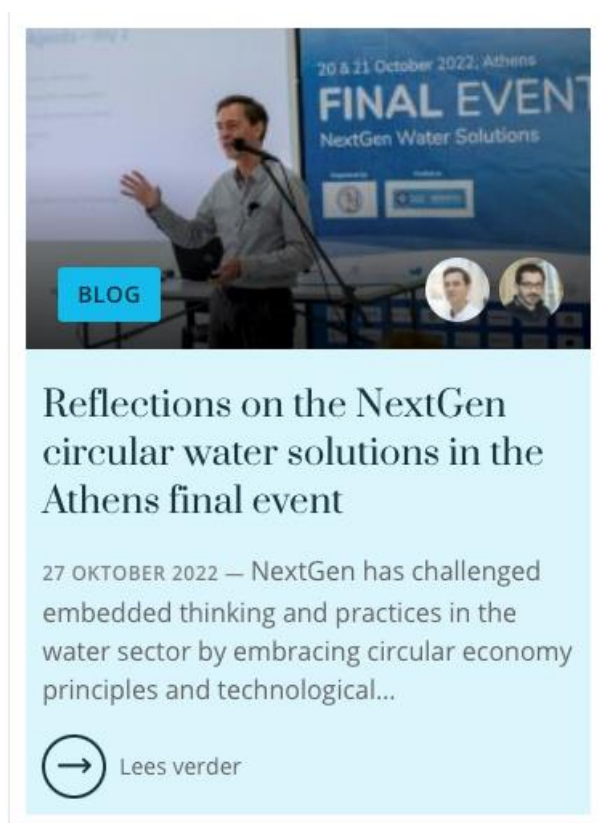 20 & 21 October 2022, Athens
FINAL EVENT
NextGen Water Solutions
BLOG
Reflections on the NextGen
circular water solutions in the
Athens final event
27 OKTOBER 2022 — NextGen has challenged
embedded thinking and practices in the
water sector by embracing circular economy
principles and technological...
Lees verder